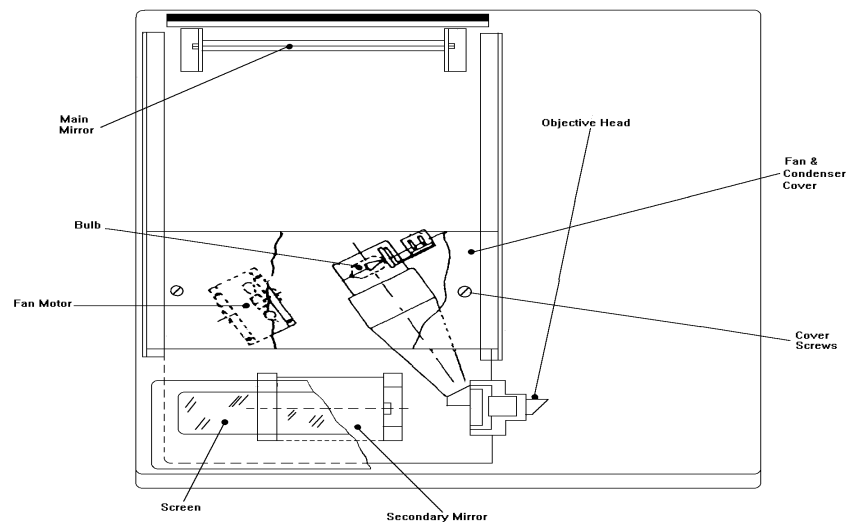 Main
Mirror
Objective Head
Fan &
Condenser
Cover
Bulb
Fan Motor
Cover
Screws
Screen
Secondary Mirror